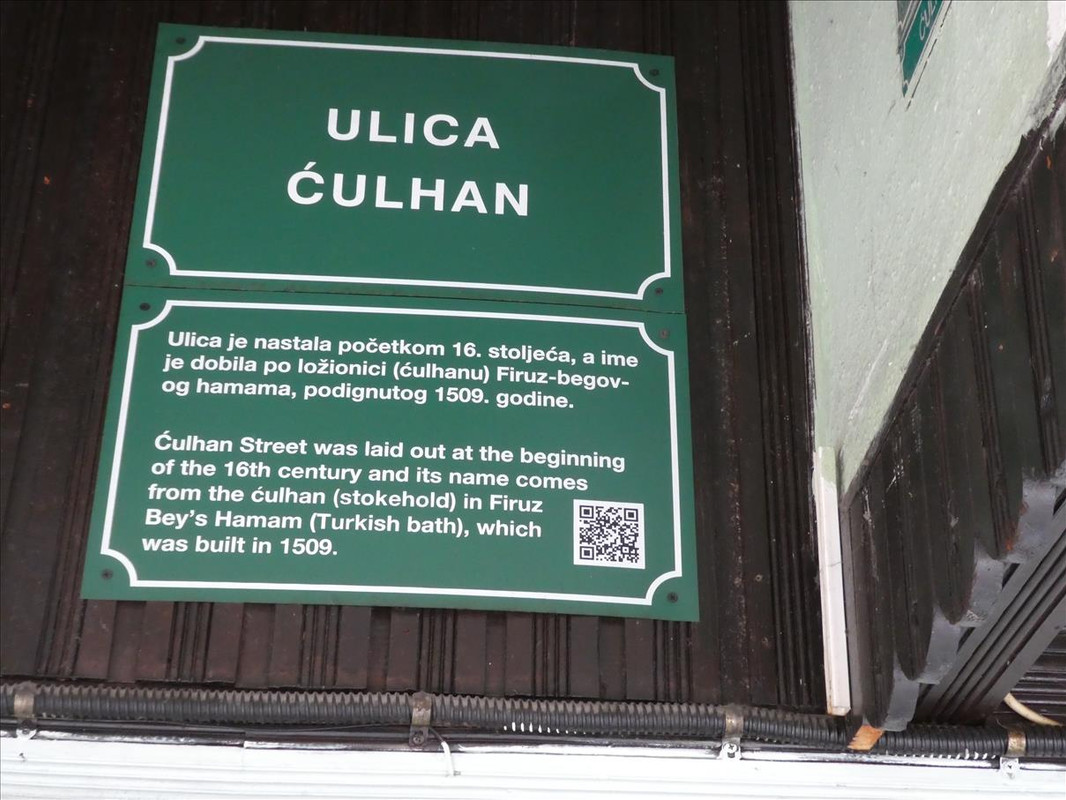 ULICA
ĆULHAN
Ulica je nastala početkom 16. stoljeća, a ime
je dobila po ložionici (ćulhanu) Firuz-begov-
og hamama, podignutog 1509. godine.
Ćulhan Street was laid out at the beginning
of the 16th century and its name comes
from the ćulhan (stokehold) in Firuz
Bey's Hamam (Turkish bath), which
was built in 1509.